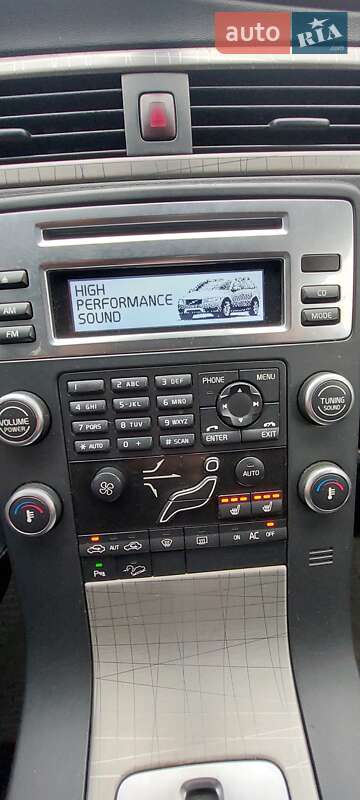 auto RIA.com
HIGH
PERFORMANCE
SOUND
AM
FM
CD
MODE
VOLUME
POWER
1
2 ABC
3 DEF
PHONE
MENU
4 GHI
5 JKL
6 MNO
7 PQRS
8 TUV
9 WXYZ
* AUTO
0 +
# SCAN
ENTER
EXIT
TUNING
SOUND
AUTO
AUT
ON AC OFF